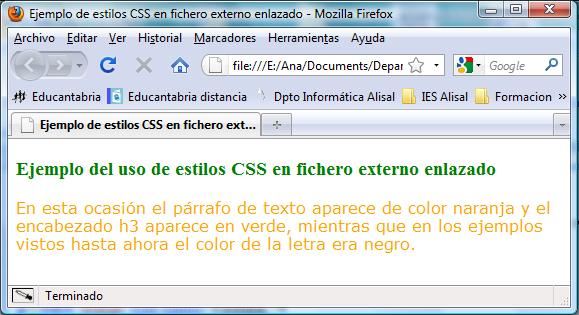 Ejemplo de estilos CSS en fichero externo enlazado - Mozilla Firefox
Archivo Editar Ver Historial Marcadores Herramientas Ayuda
file:///E:/Ana/Documents/Depar Google
Educantabria Educantabria distancia Dpto Informática Alisal IES Alisal Formacion »
Ejemplo de estilos CSS en fichero ext...
Ejemplo del uso de estilos CSS en fichero externo enlazado
En esta ocasión el párrafo de texto aparece de color naranja y el
encabezado h3 aparece en verde, mientras que en los ejemplos
vistos hasta ahora el color de la letra era negro.
Terminado